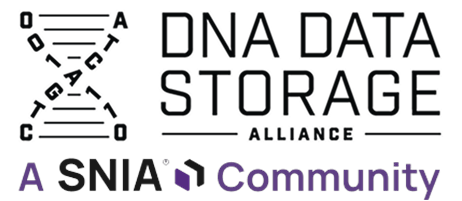 DNA DATA
STORAGE
ALLIANCE
A SNIA® Community